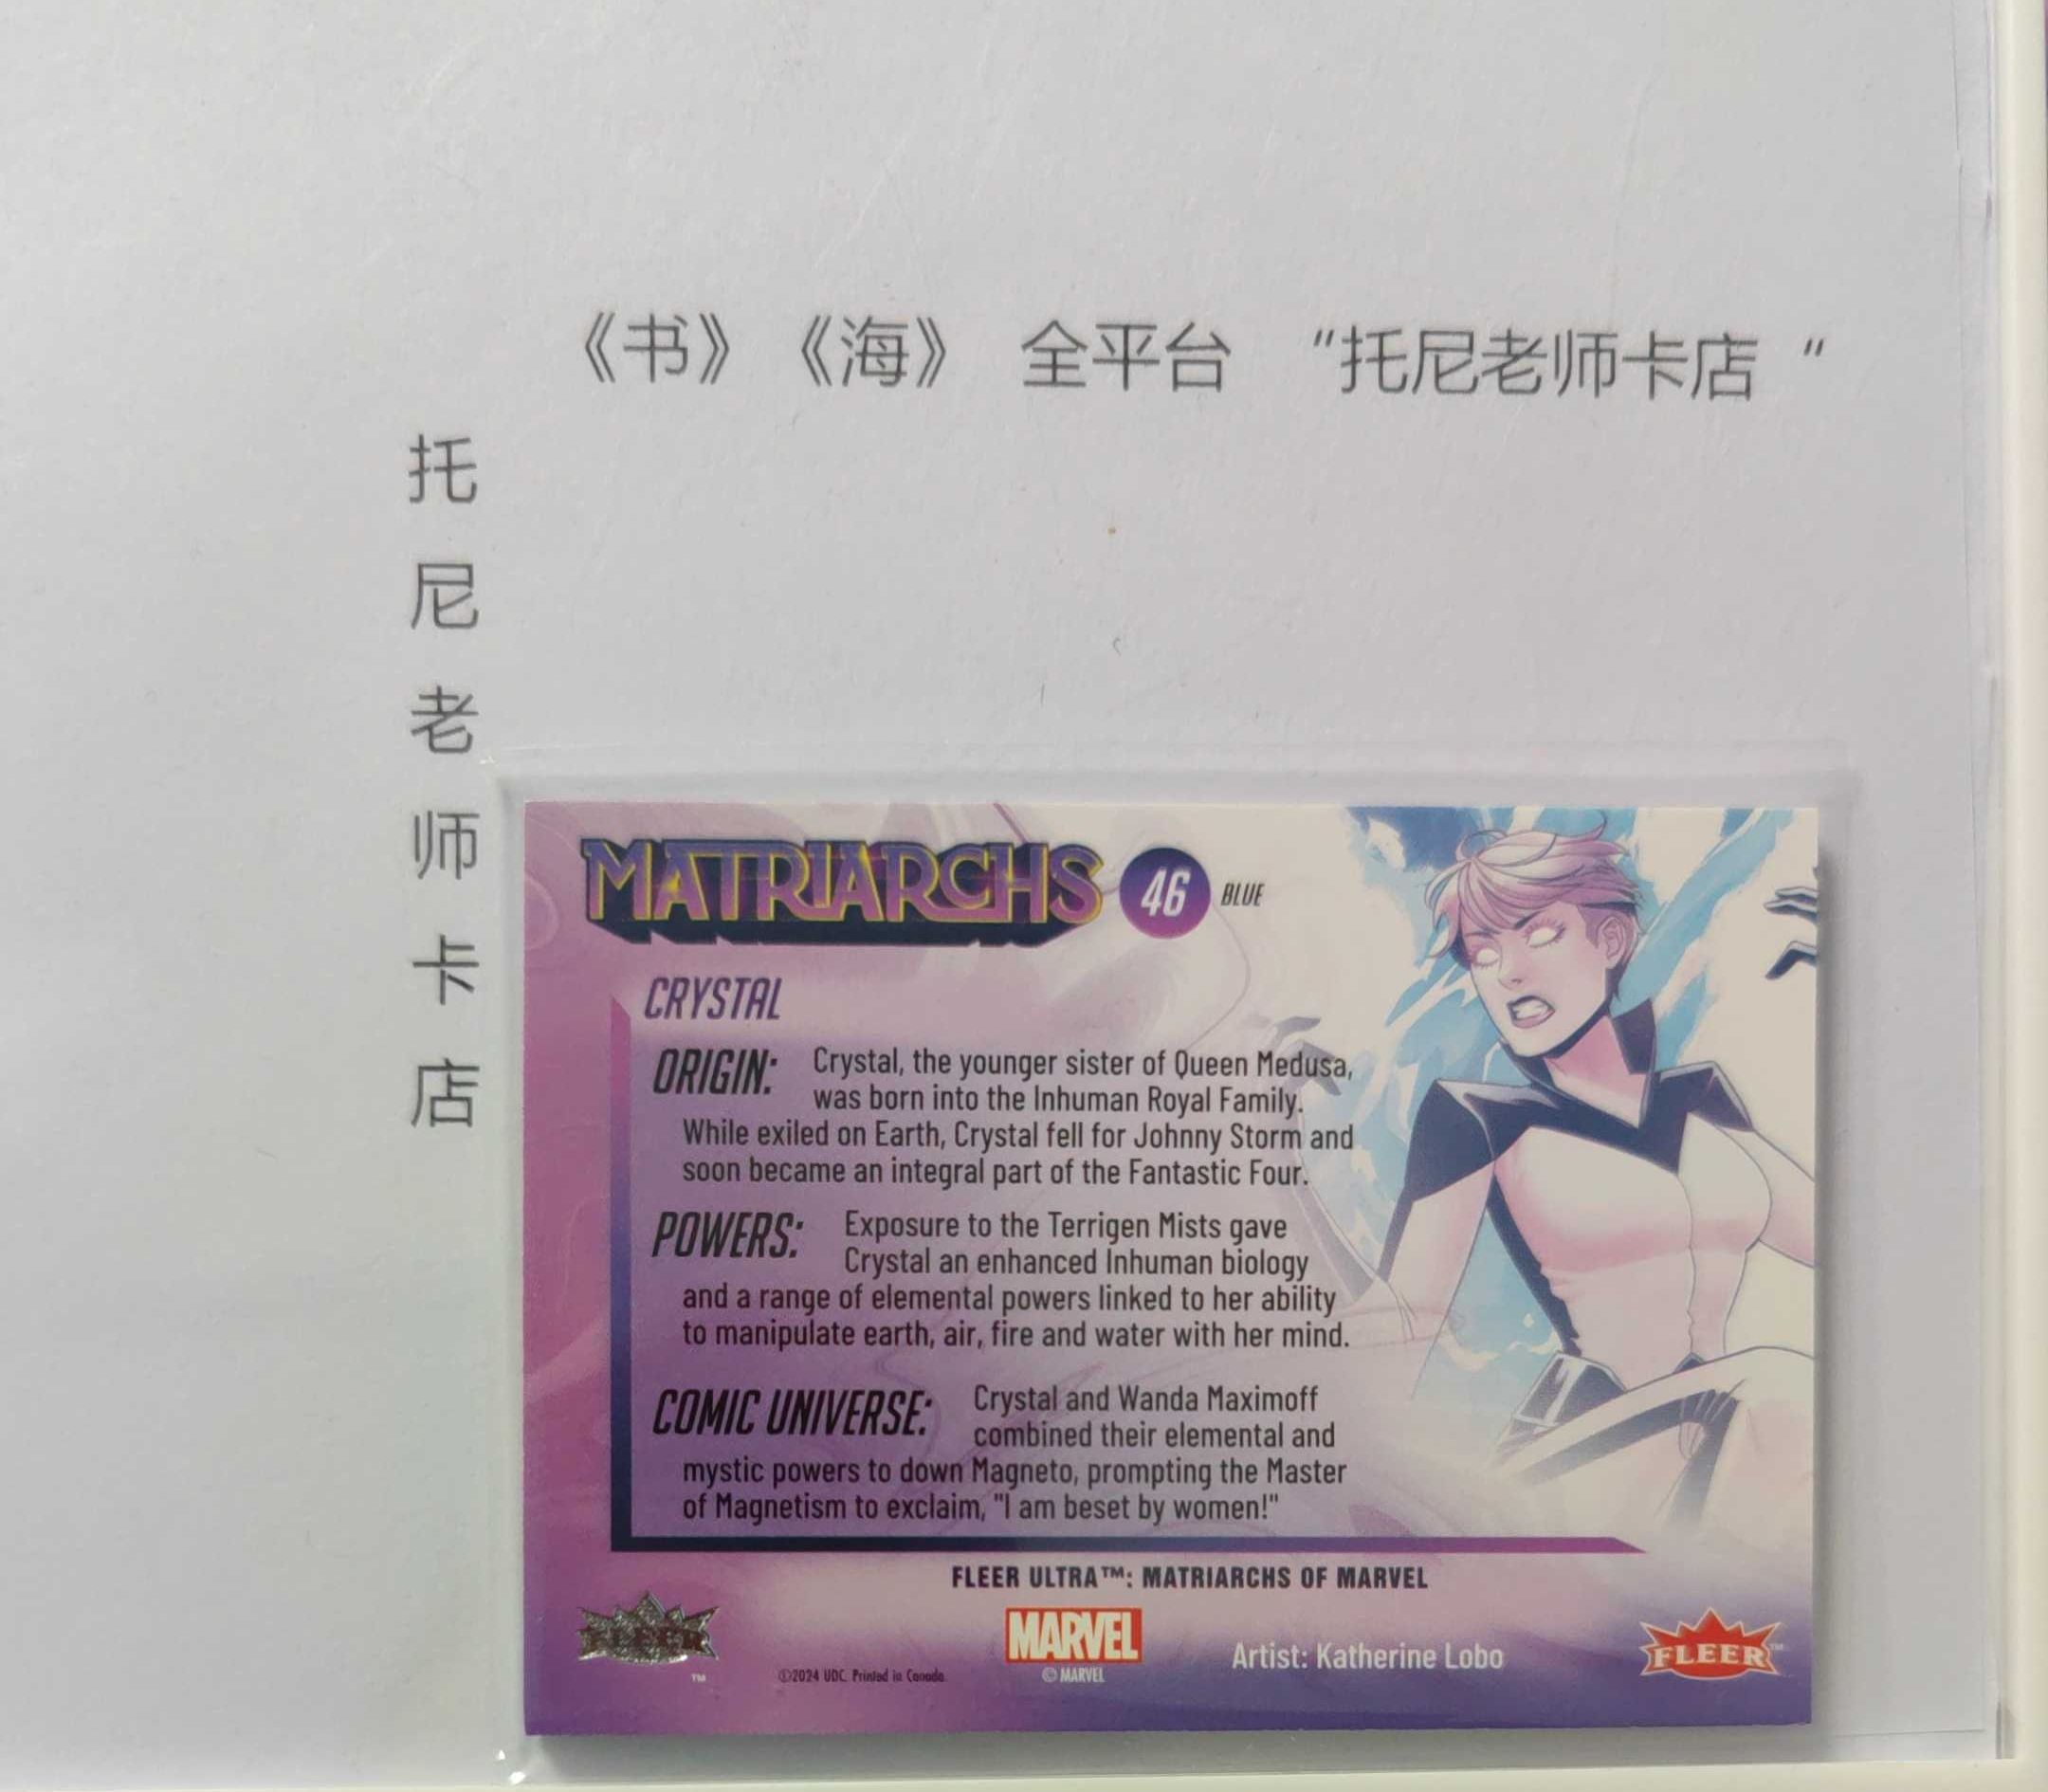 《书》《海》 全平台 “托尼老师卡店“
托
尼
老
师
卡
店
MATRIARCHS 46 BLUE
CRYSTAL
ORIGIN: Crystal, the younger sister of Queen Medusa,
was born into the Inhuman Royal Family.
While exiled on Earth, Crystal fell for Johnny Storm and
soon became an integral part of the Fantastic Four.
POWERS: Exposure to the Terrigen Mists gave
Crystal an enhanced Inhuman biology
and a range of elemental powers linked to her ability
to manipulate earth, air, fire and water with her mind.
COMIC UNIVERSE: Crystal and Wanda Maximoff
combined their elemental and
mystic powers to down Magneto, prompting the Master
of Magnetism to exclaim, "I am beset by women!"
FLEER ULTRA™: MATRIARCHS OF MARVEL
FLEER ™
©2024 UDC. Printed in Canada.
MARVEL
© MARVEL
Artist: Katherine Lobo
FLEER™